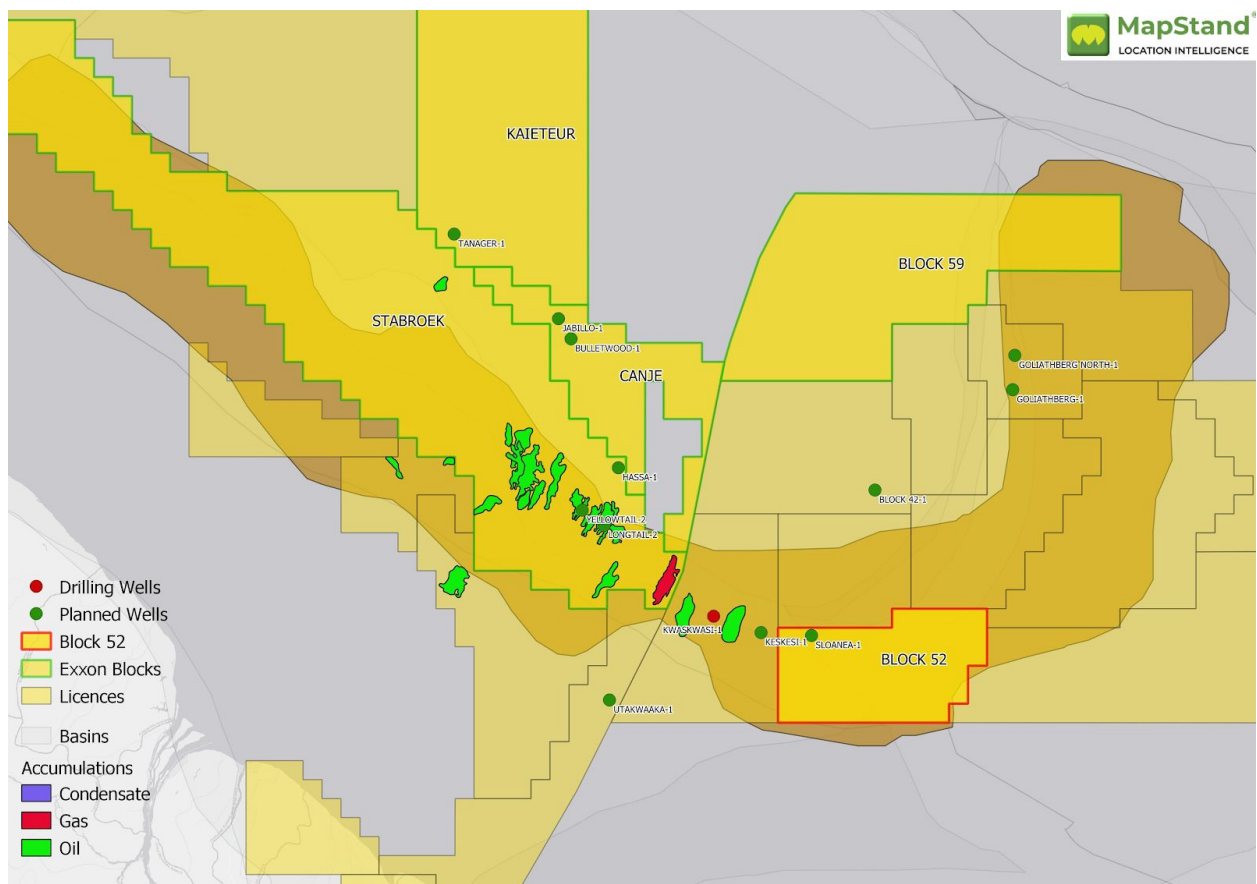 MapStand®
LOCATION INTELLIGENCE
KAIETEUR
TANAGER-1
BLOCK 59
STABROEK
JABILLO-1
BULLETWOOD-1
GOLIATHBERG NORTH-1
CANJE
GOLIATHBERG-1
HASSA-1
BLOCK 42-1
YELLOWTAIL-2
LONGTAIL-2
KWASKWASI-1
KESKESI-1
SLOANEA-1
BLOCK 52
UTAKWAAKA-1
Drilling Wells
Planned Wells
Block 52
Exxon Blocks
Licences
Basins
Accumulations
Condensate
Gas
Oil